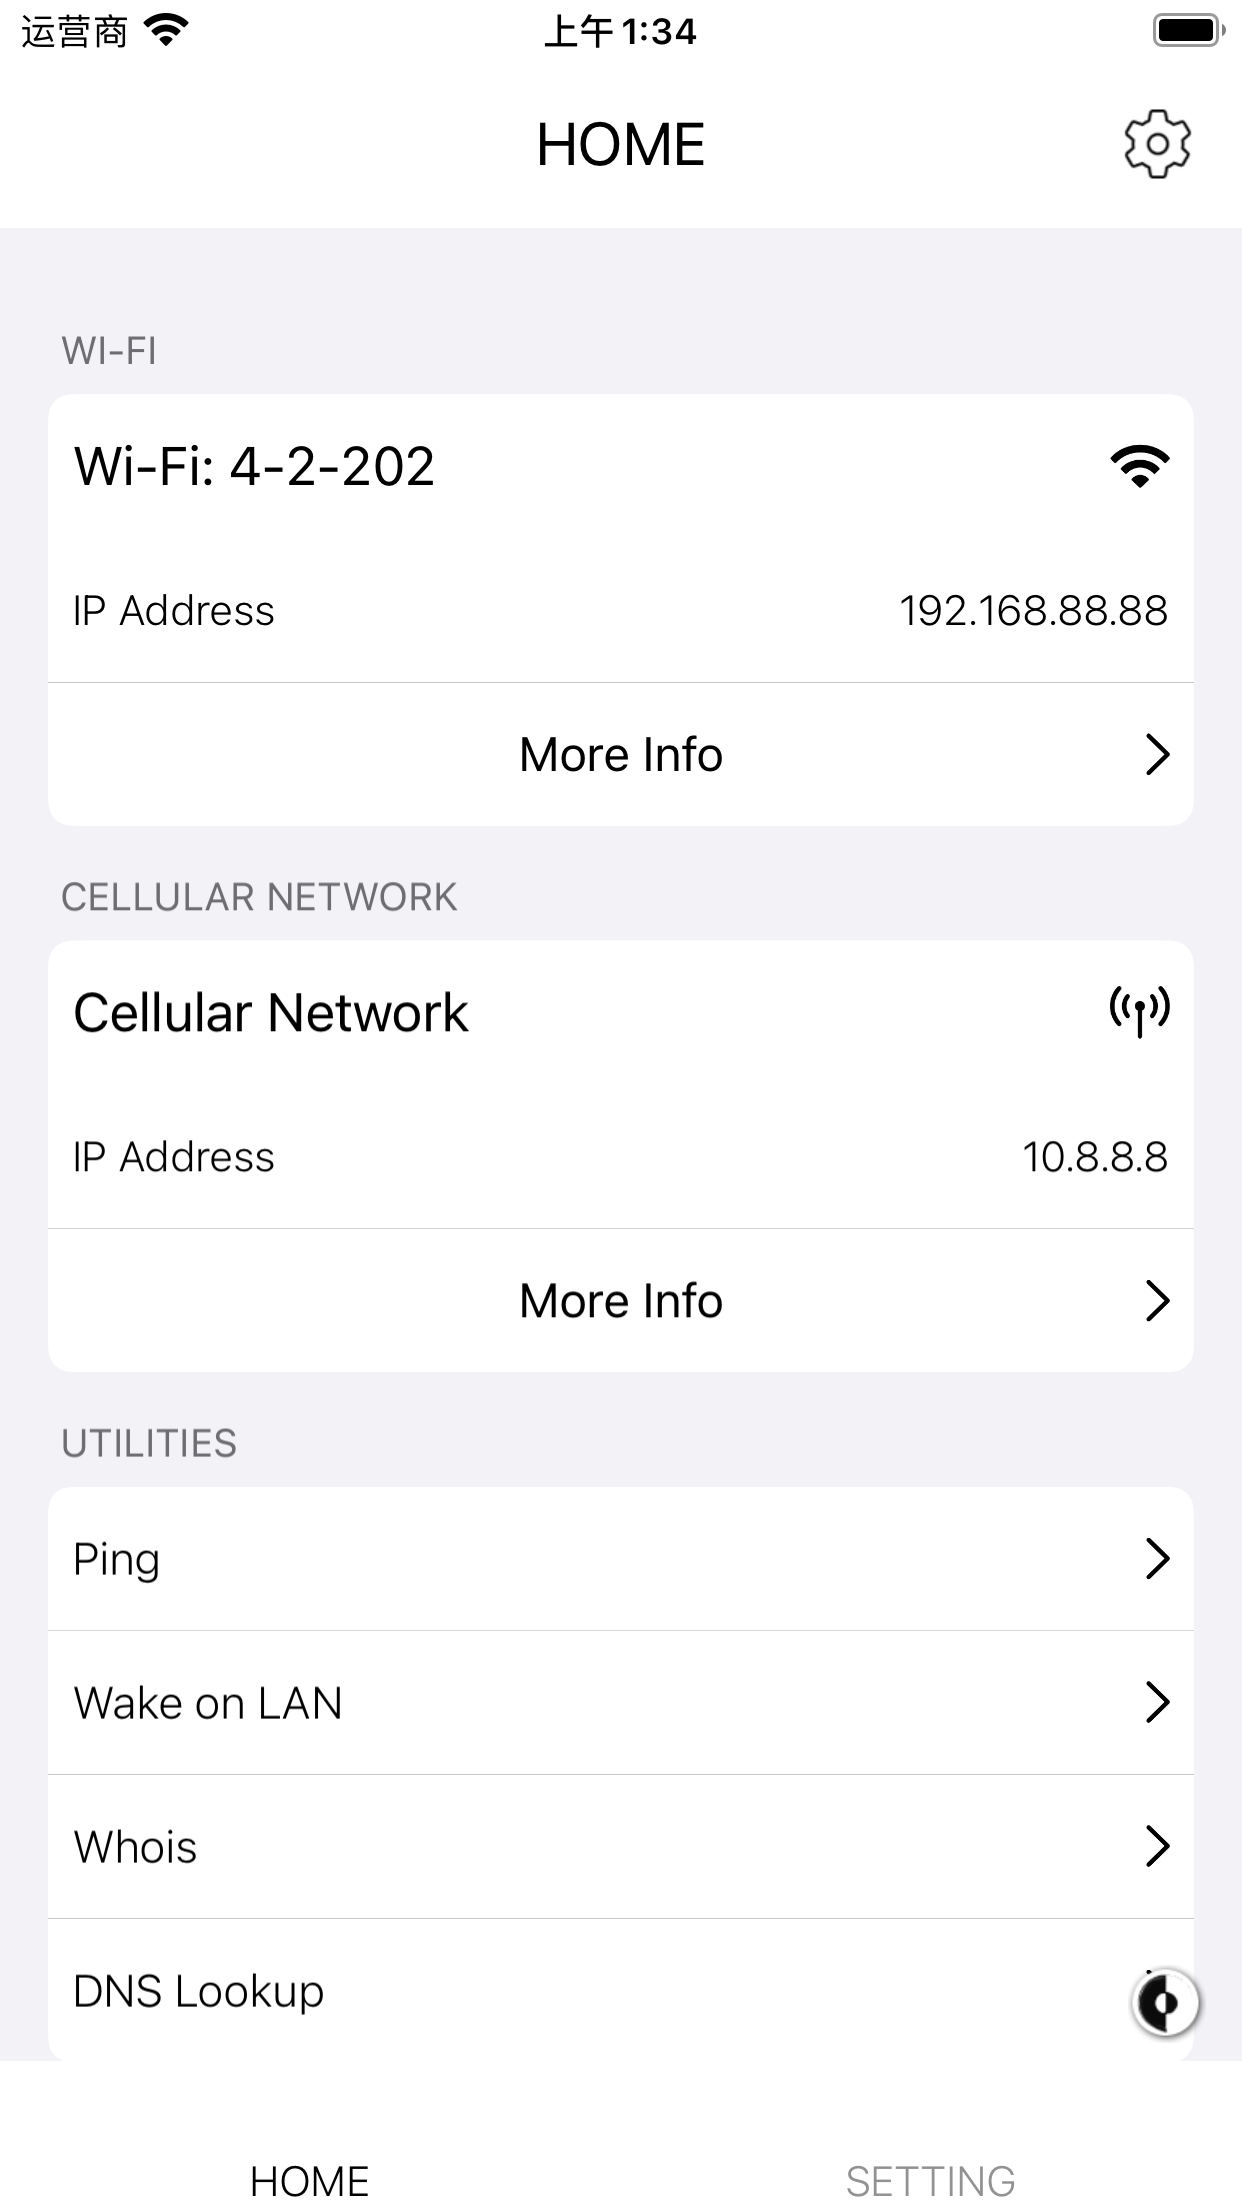 运营商
上午1:34
HOME
WI-FI
Wi-Fi: 4-2-202
IP Address
192.168.88.88
More Info
CELLULAR NETWORK
Cellular Network
IP Address
10.8.8.8
More Info
UTILITIES
Ping
Wake on LAN
Whois
DNS Lookup
HOME
SETTING